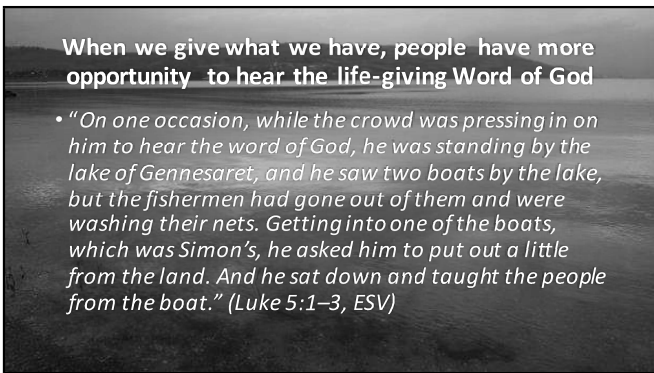 When we give what we have, people have more
opportunity to hear the life-giving Word of God
• “On one occasion, while the crowd was pressing in on
him to hear the word of God, he was standing by the
lake of Gennesaret, and he saw two boats by the lake,
but the fishermen had gone out of them and were
washing their nets. Getting into one of the boats,
which was Simon’s, he asked him to put out a little
from the land. And he sat down and taught the people
from the boat.” (Luke 5:1–3, ESV)